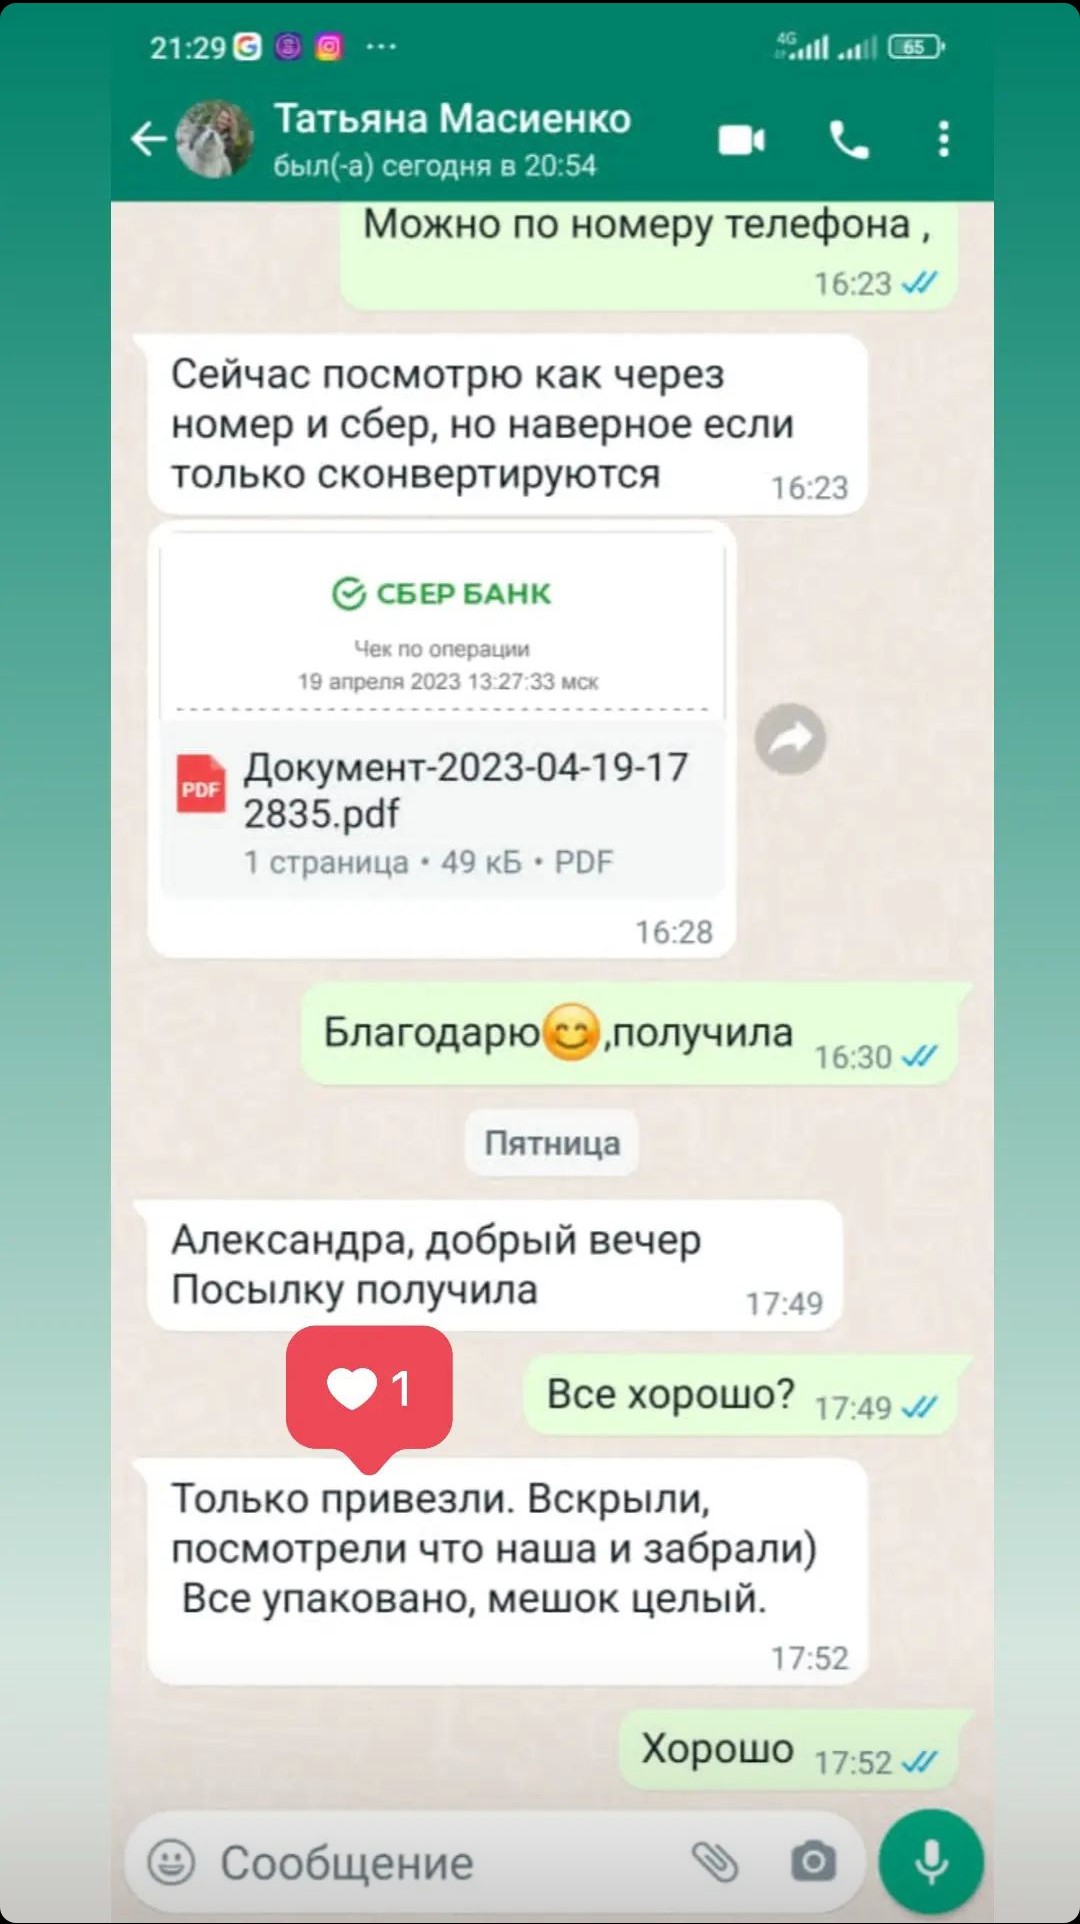 21:29
4G
65
Татьяна Масиенко
был(-а) сегодня в 20:54
Можно по номеру телефона ,
16:23
Сейчас посмотрю как через
номер и сбер, но наверное если
только сконвертируются
16:23
СБЕР БАНК
Чек по операции
19 апреля 2023 13:27:33 мск
PDF
Документ-2023-04-19-17
2835.pdf
1 страница • 49 кБ • PDF
16:28
Благодарю😊,получила
16:30
Пятница
Александра, добрый вечер
Посылку получила
17:49
1
Все хорошо?
17:49
Только привезли. Вскрыли,
посмотрели что наша и забрали)
Все упаковано, мешок целый.
17:52
Хорошо
17:52
Сообщение